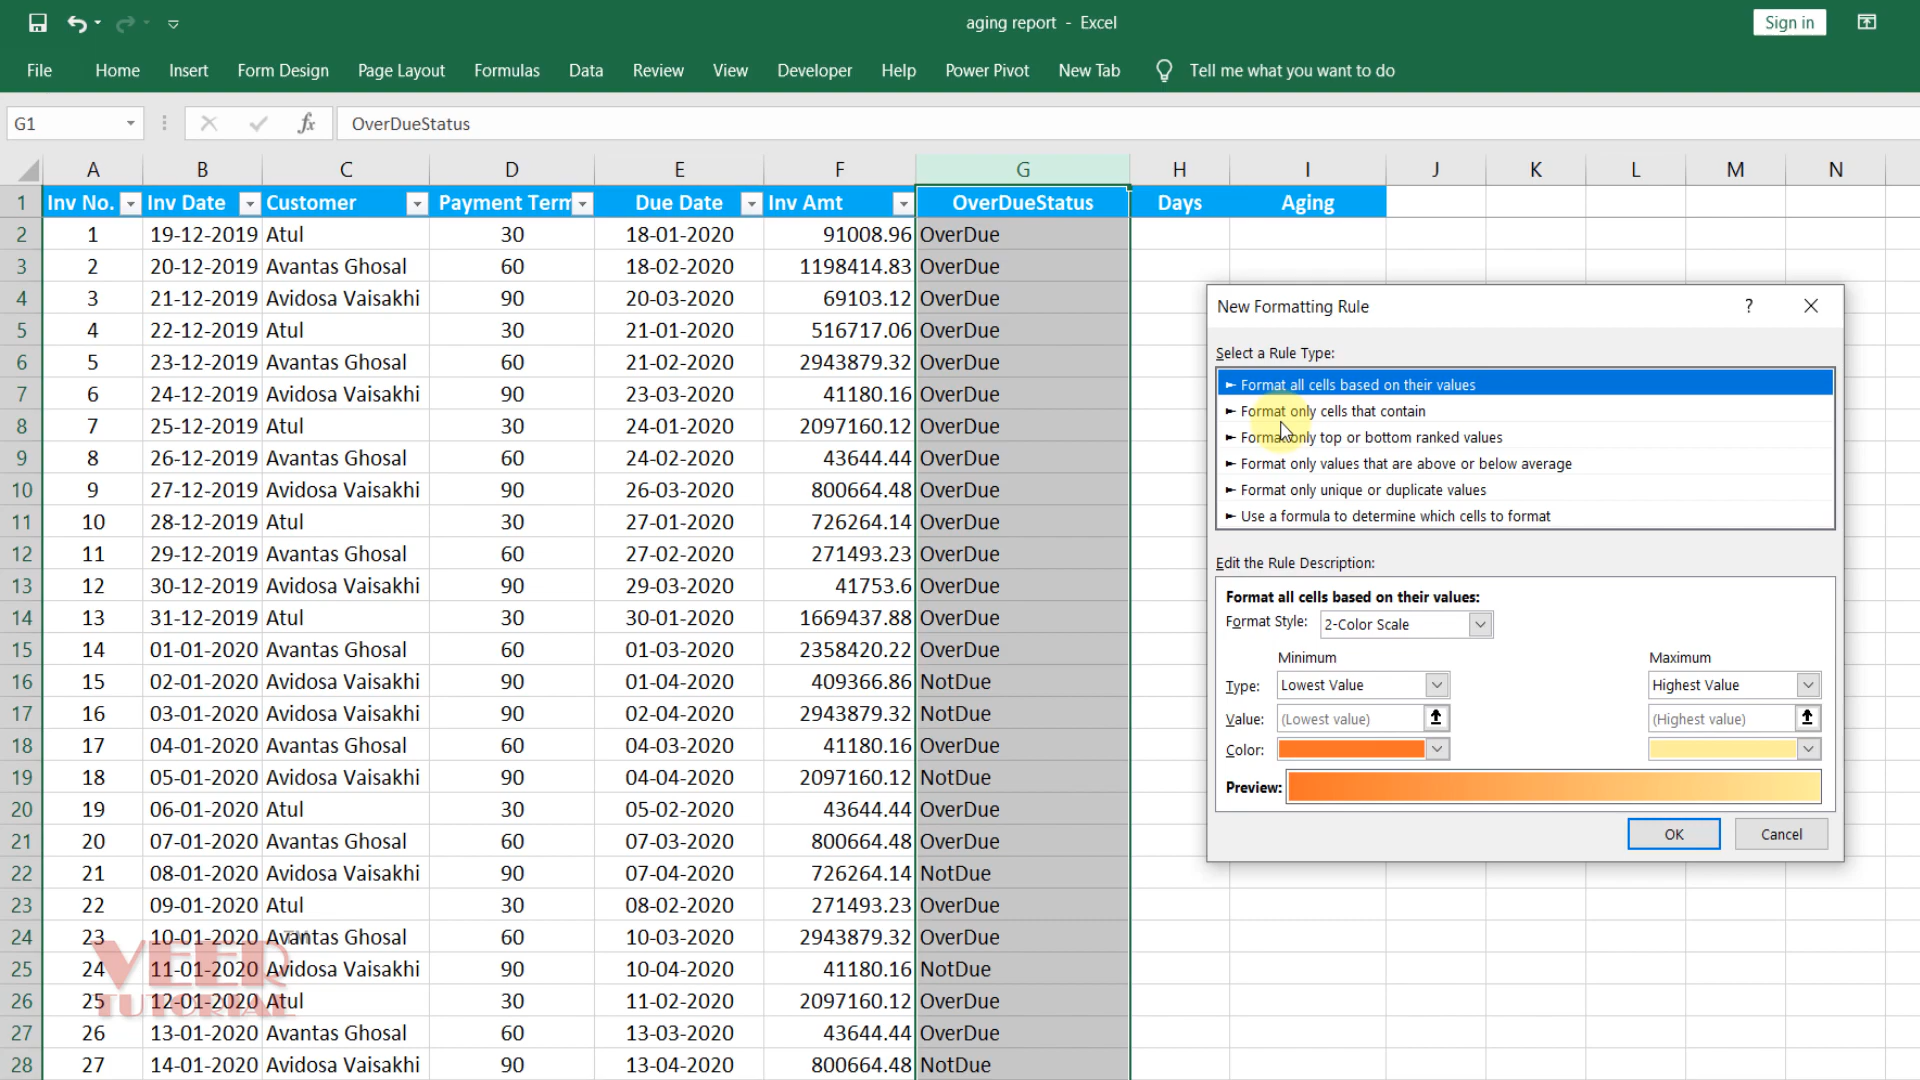 aging report - Excel
Sign in
File Home Insert Page Layout Draw Design Formulas Data Review View Developer Help Power Pivot New Tab Tell me what you want to do
G1 fx OverDueStatus
A B C D E F G H I J K L M N
1 Inv No. Inv Date Customer Payment Term Due Date Inv Amt OverDueStatus Days Aging
2 1 19-12-2019 Atul 30 18-01-2020 91008.96 OverDue
3 2 20-12-2019 Avantas Ghosal 60 18-02-2020 1198414.83 OverDue
4 3 21-12-2019 Avidosa Vaisakhi 90 20-03-2020 69103.12 OverDue
5 4 22-12-2019 Atul 30 21-01-2020 516717.06 OverDue
6 5 23-12-2019 Avantas Ghosal 60 21-02-2020 2943879.32 OverDue
7 6 24-12-2019 Avidosa Vaisakhi 90 23-03-2020 41180.16 OverDue
8 7 25-12-2019 Atul 30 24-01-2020 2097160.12 OverDue
9 8 26-12-2019 Avantas Ghosal 60 24-02-2020 43644.44 OverDue
10 9 27-12-2019 Avidosa Vaisakhi 90 26-03-2020 800664.48 OverDue
11 10 28-12-2019 Atul 30 27-01-2020 726264.14 OverDue
12 11 29-12-2019 Avantas Ghosal 60 27-02-2020 271493.23 OverDue
13 12 30-12-2019 Avidosa Vaisakhi 90 29-03-2020 41753.6 OverDue
14 13 31-12-2019 Atul 30 30-01-2020 1669437.88 OverDue
15 14 01-01-2020 Avantas Ghosal 60 01-03-2020 2358420.22 OverDue
16 15 02-01-2020 Avidosa Vaisakhi 90 01-04-2020 409366.86 NotDue
17 16 03-01-2020 Avidosa Vaisakhi 90 02-04-2020 2943879.32 NotDue
18 17 04-01-2020 Avantas Ghosal 60 04-03-2020 41180.16 OverDue
19 18 05-01-2020 Avidosa Vaisakhi 90 04-04-2020 2097160.12 NotDue
20 19 06-01-2020 Atul 30 05-02-2020 43644.44 OverDue
21 20 07-01-2020 Avantas Ghosal 60 07-03-2020 800664.48 OverDue
22 21 08-01-2020 Avidosa Vaisakhi 90 07-04-2020 726264.14 NotDue
23 22 09-01-2020 Atul 30 08-02-2020 271493.23 OverDue
24 23 10-01-2020 Avantas Ghosal 60 10-03-2020 2943879.32 OverDue
25 24 11-01-2020 Avidosa Vaisakhi 90 10-04-2020 41180.16 NotDue
26 25 12-01-2020 Atul 30 11-02-2020 2097160.12 OverDue
27 26 13-01-2020 Avantas Ghosal 60 13-03-2020 43644.44 OverDue
28 27 14-01-2020 Avidosa Vaisakhi 90 13-04-2020 800664.48 NotDue
VEER TM
TUTORIAL
New Formatting Rule ?
Select a Rule Type:
► Format all cells based on their values
► Format only cells that contain
► Format only top or bottom ranked values
► Format only values that are above or below average
► Format only unique or duplicate values
► Use a formula to determine which cells to format
Edit the Rule Description:
Format all cells based on their values:
Format Style: 2-Color Scale
Minimum Maximum
Type: Lowest Value Highest Value
Value: (Lowest value) (Highest value)
Color:
Preview:
OK Cancel